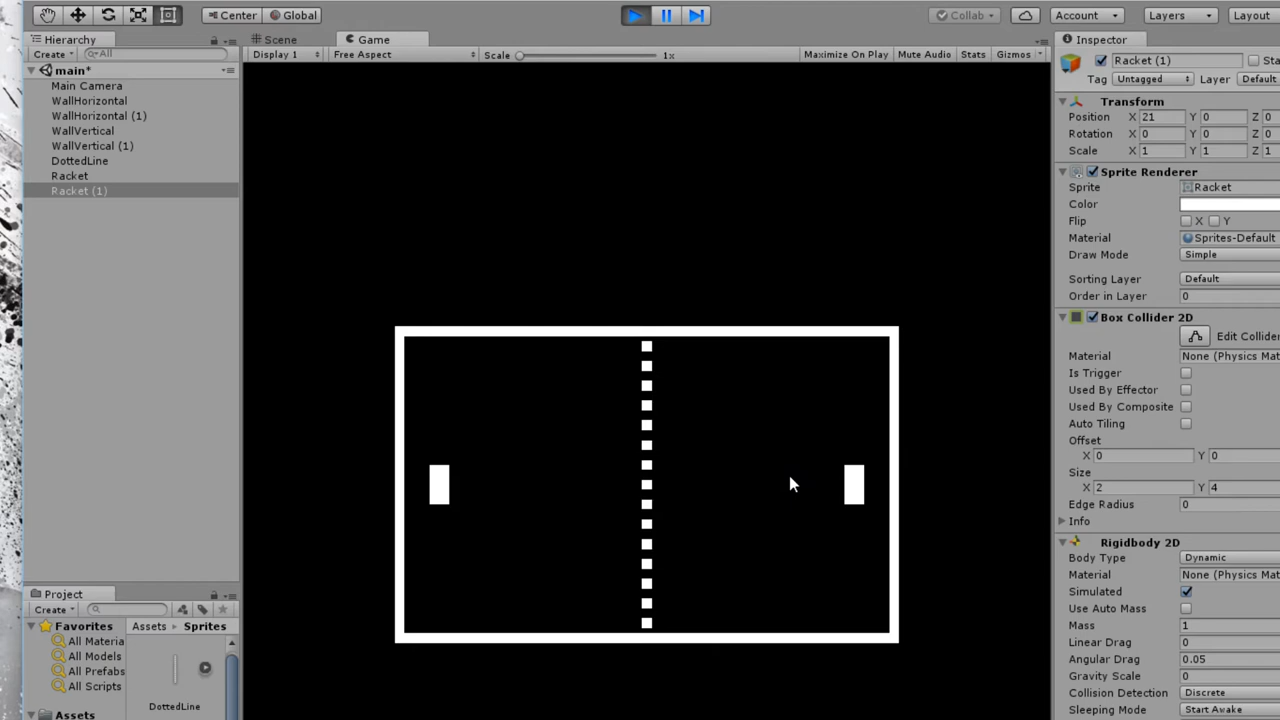 Center Global Collab Account Layers Layout
Hierarchy
Create All
main*
Main Camera
WallHorizontal
WallHorizontal (1)
WallVertical
WallVertical (1)
DottedLine
Racket
Racket (1)
Project
Create
Favorites
All Materia
All Models
All Prefabs
All Scripts
Assets
Assets Sprites
DottedLine
Scene Game
Display 1 Free Aspect Scale 1x Maximize On Play Mute Audio Stats Gizmos
Inspector
Racket (1) Sta
Tag Untagged Layer Default
Transform
Position X 21 Y 0 Z 0
Rotation X 0 Y 0 Z 0
Scale X 1 Y 1 Z 1
Sprite Renderer
Sprite Racket
Color
Flip X Y
Material Sprites-Default
Draw Mode Simple
Sorting Layer Default
Order in Layer 0
Box Collider 2D
Edit Collider
Material None (Physics Mat
Is Trigger
Used By Effector
Used By Composite
Auto Tiling
Offset
X 0 Y 0
Size
X 2 Y 4
Edge Radius 0
Info
Rigidbody 2D
Body Type Dynamic
Material None (Physics Mat
Simulated
Use Auto Mass
Mass 1
Linear Drag 0
Angular Drag 0.05
Gravity Scale 0
Collision Detection Discrete
Sleeping Mode Start Awake